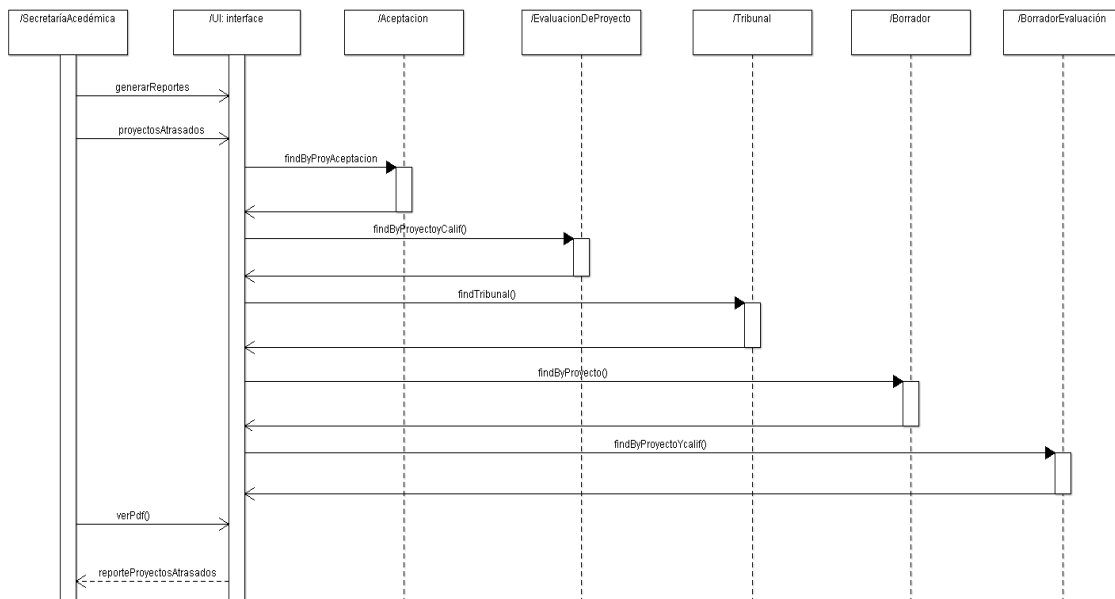 /SecretaríaAcedémica
/UI: interface
/Aceptacion
/EvaluacionDeProyecto
/Tribunal
/Borrador
/BorradorEvaluación
generarReportes
proyectosAtrasados
findByProyAceptacion
findByProyectoyCalif()
findTribunal()
findByProyecto()
findByProyectoYcalif()
verPdf()
reporteProyectosAtrasados